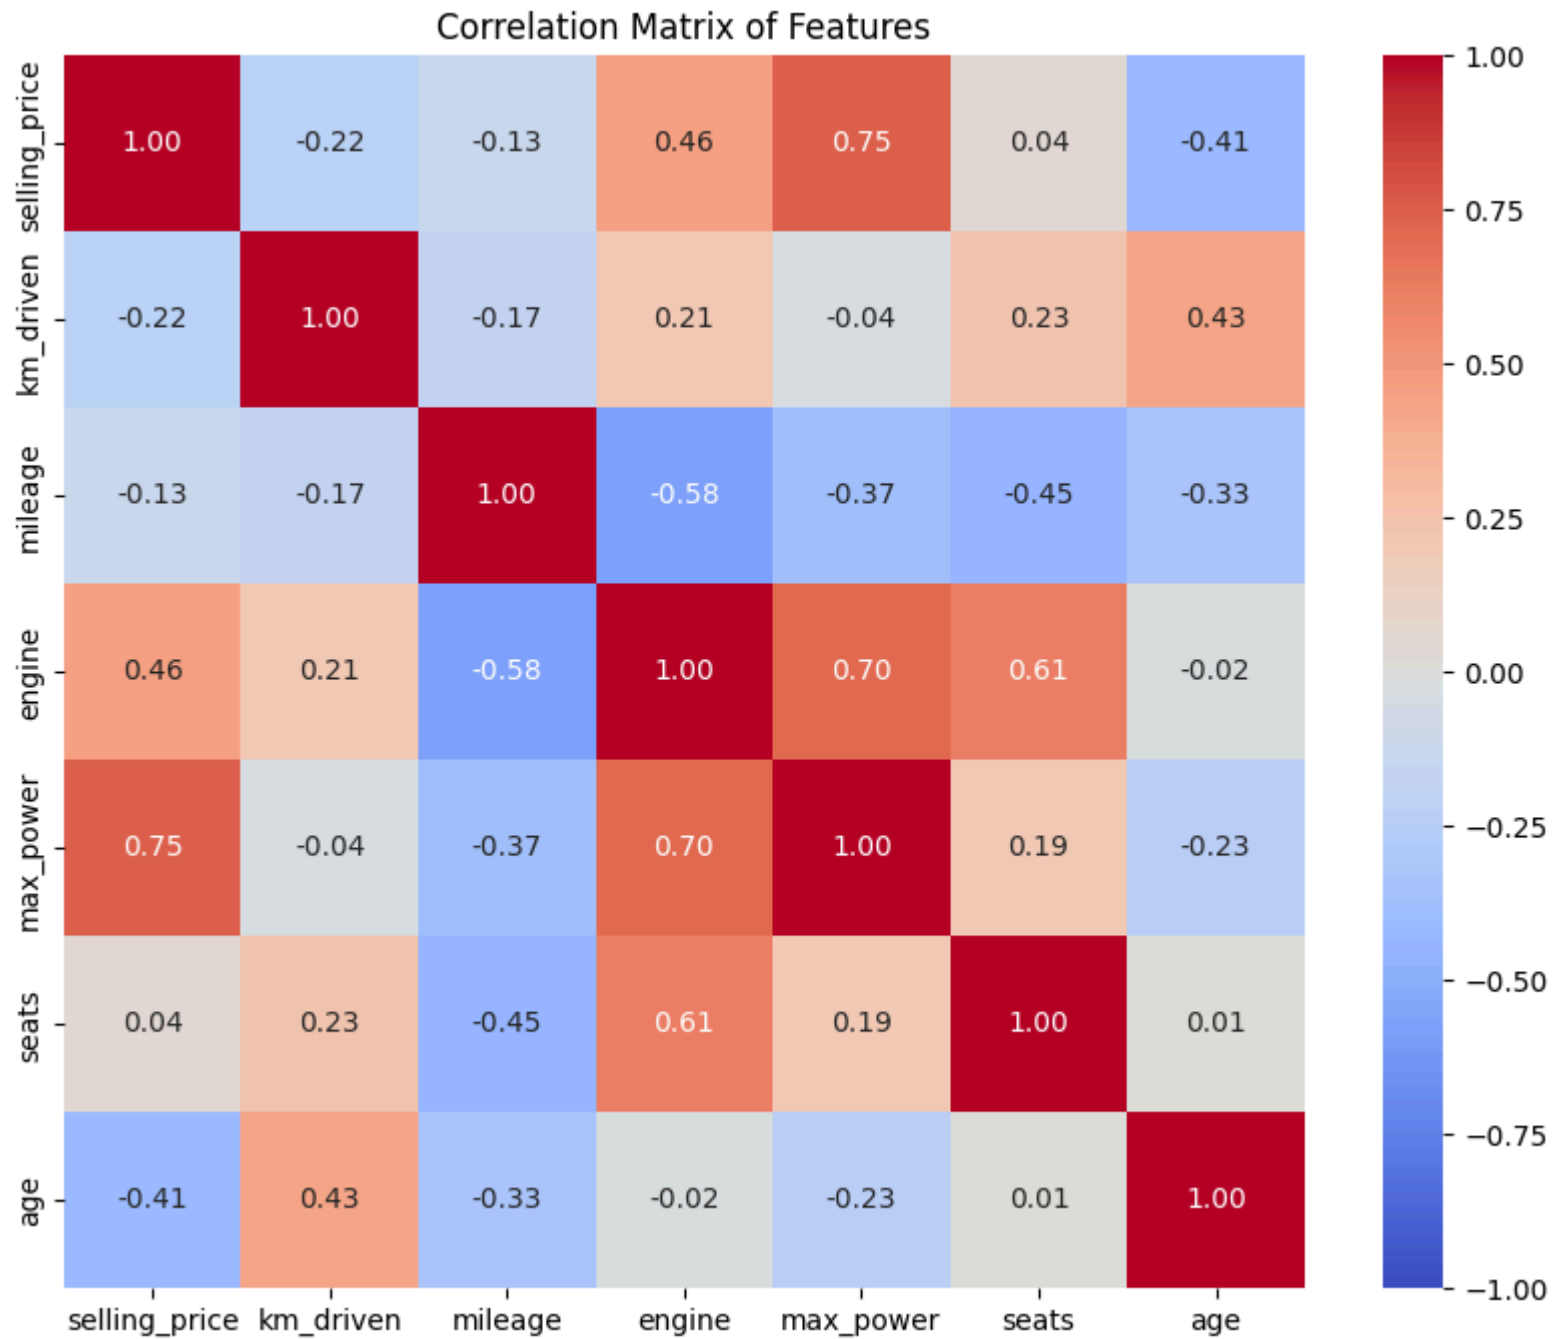 Correlation Matrix of Features
selling_price 1.00 -0.22 -0.13 0.46 0.75 0.04 -0.41
km_driven -0.22 1.00 -0.17 0.21 -0.04 0.23 0.43
mileage -0.13 -0.17 1.00 -0.58 -0.37 -0.45 -0.33
engine 0.46 0.21 -0.58 1.00 0.70 0.61 -0.02
max_power 0.75 -0.04 -0.37 0.70 1.00 0.19 -0.23
seats 0.04 0.23 -0.45 0.61 0.19 1.00 0.01
age -0.41 0.43 -0.33 -0.02 -0.23 0.01 1.00
selling_price km_driven mileage engine max_power seats age
1.00
0.75
0.50
0.25
0.00
−0.25
−0.50
−0.75
−1.00